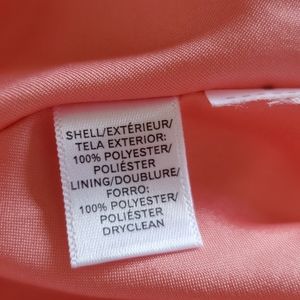 SHELL/EXTÉRIEUR/
TELA EXTERIOR:
100% POLYESTER/
POLIÉSTER
LINING/DOUBLURE/
FORRO:
100% POLYESTER/
POLIÉSTER
DRYCLEAN